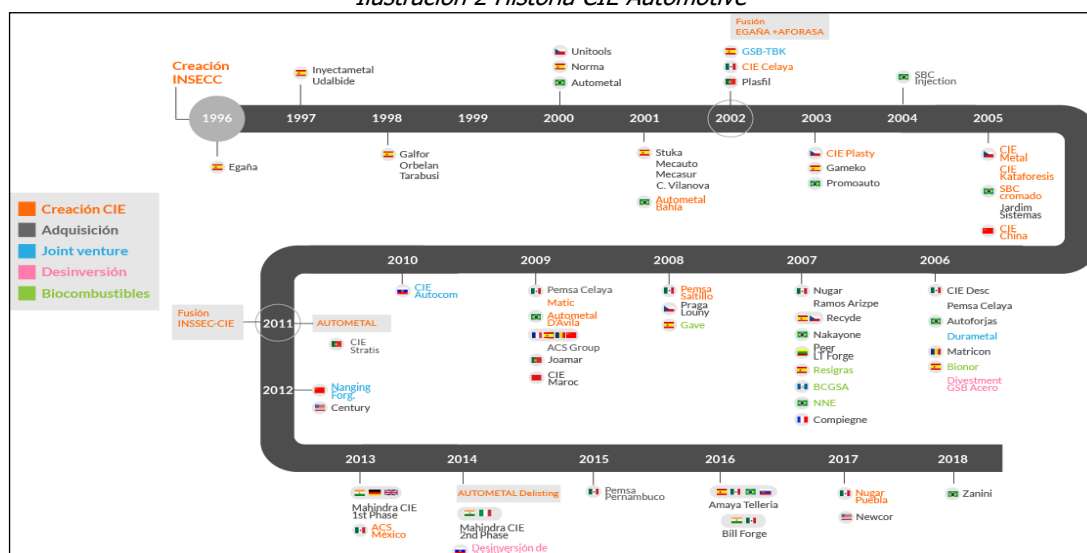 Ilustración 2 Historia CIE Automotive
Fusión
EGAÑA +AFORASA
Creación
INSECC
Inyectametal
Udalbide
Unitools
Norma
Autometal
GSB-TBK
CIE Celaya
Plasfil
SBC
Injection
1996
1997
1998
1999
2000
2001
2002
2003
2004
2005
Egaña
Galfor
Orbelan
Tarabusi
Stuka
Mecauto
Mecasur
C. Vilanova
Autometal
Bahía
CIE Plasty
Gameko
Promoauto
CIE
Metal
CIE
Kataforesis
SBC
cromado
Jardim
Sistemas
CIE
China
Creación CIE
Adquisición
Joint venture
Desinversión
Biocombustibles
2010
2009
2008
2007
2006
CIE
Autocom
Pemsa Celaya
Matic
Autometal
D'Avila
ACS Group
Joamar
CIE
Maroc
Pemsa
Saltillo
Praga
Louny
Gave
Nugar
Ramos Arizpe
Recyde
Nakayone
Peer
LT Forge
Resigras
BCGSA
NNE
Compiegne
CIE Desc
Pemsa Celaya
Autoforjas
Durametal
Matricon
Bionor
Divestment
GSB Acero
Fusión
INSSEC-CIE
2011
AUTOMETAL
CIE
Stratis
2012
Nanging
Forg.
Century
2013
2014
2015
2016
2017
2018
Mahindra CIE
1st Phase
ACS
México
AUTOMETAL Delisting
Mahindra CIE
2nd Phase
Desinversión de
Pemsa
Pernambuco
Amaya Telleria
Bill Forge
Nugar
Puebla
Newcor
Zanini